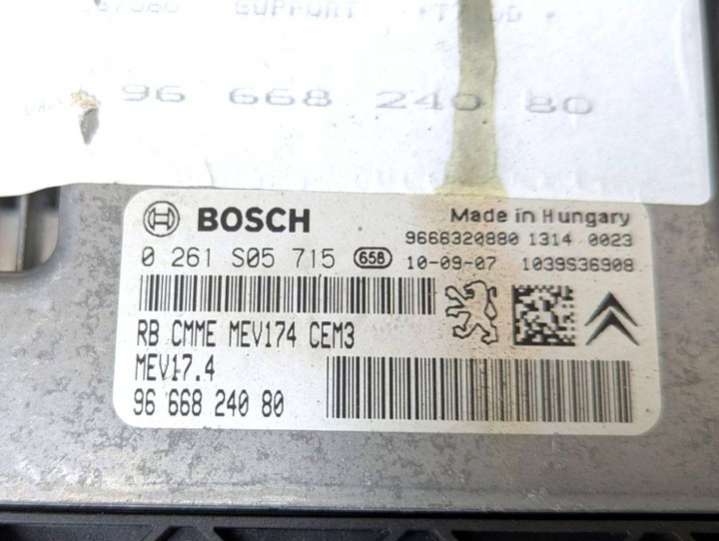 SUPPORT
96 668 240 80
BOSCH
Made in Hungary
9666320880 1314 0023
0 261 S05 715 658
10-09-07 1039S36908
RB CMME MEV174 CEM3
MEV17.4
96 668 240 80